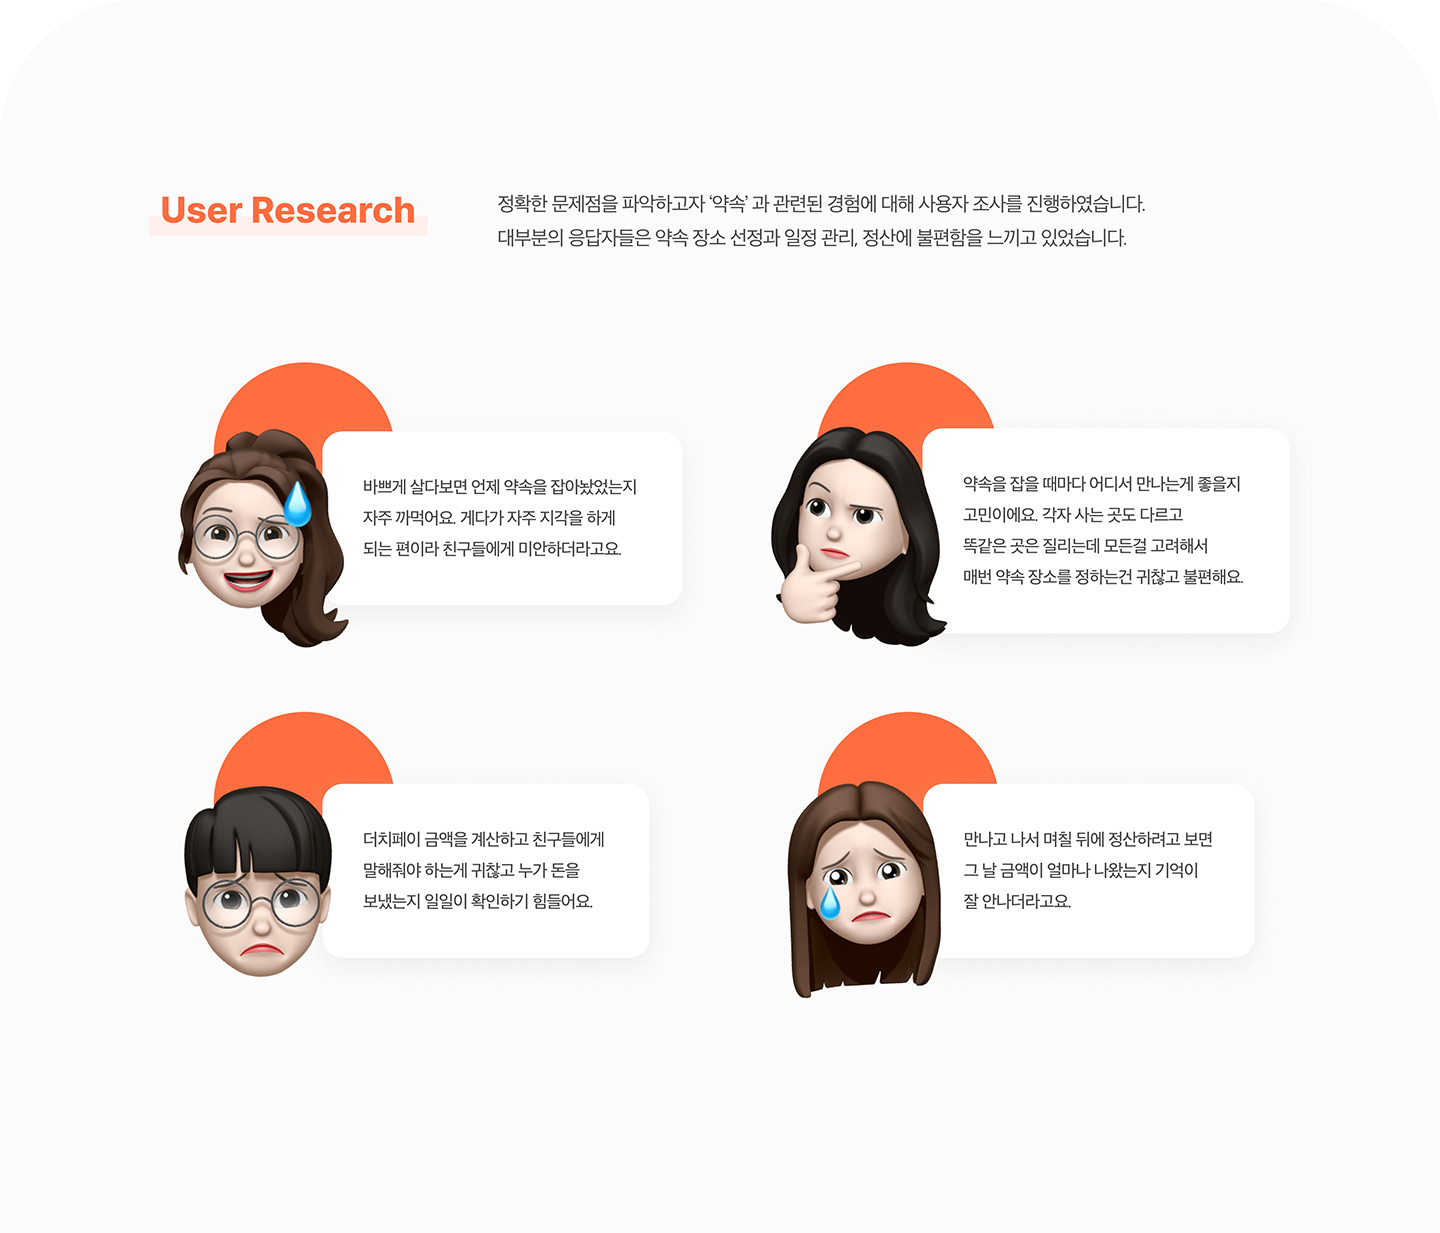 User Research
정확한 문제점을 파악하고자 ‘약속’ 과 관련된 경험에 대해 사용자 조사를 진행하였습니다.
대부분의 응답자들은 약속 장소 선정과 일정 관리, 정산에 불편함을 느끼고 있었습니다.
바쁘게 살다보면 언제 약속을 잡아놨었는지
자주 까먹어요. 게다가 자주 지각을 하게
되는 편이라 친구들에게 미안하더라고요.
약속을 잡을 때마다 어디서 만나는게 좋을지
고민이에요. 각자 사는 곳도 다르고
똑같은 곳은 질리는데 모든걸 고려해서
매번 약속 장소를 정하는건 귀찮고 불편해요.
더치페이 금액을 계산하고 친구들에게
말해줘야 하는게 귀찮고 누가 돈을
보냈는지 일일이 확인하기 힘들어요.
만나고 나서 며칠 뒤에 정산하려고 보면
그 날 금액이 얼마나 나왔는지 기억이
잘 안나더라고요.